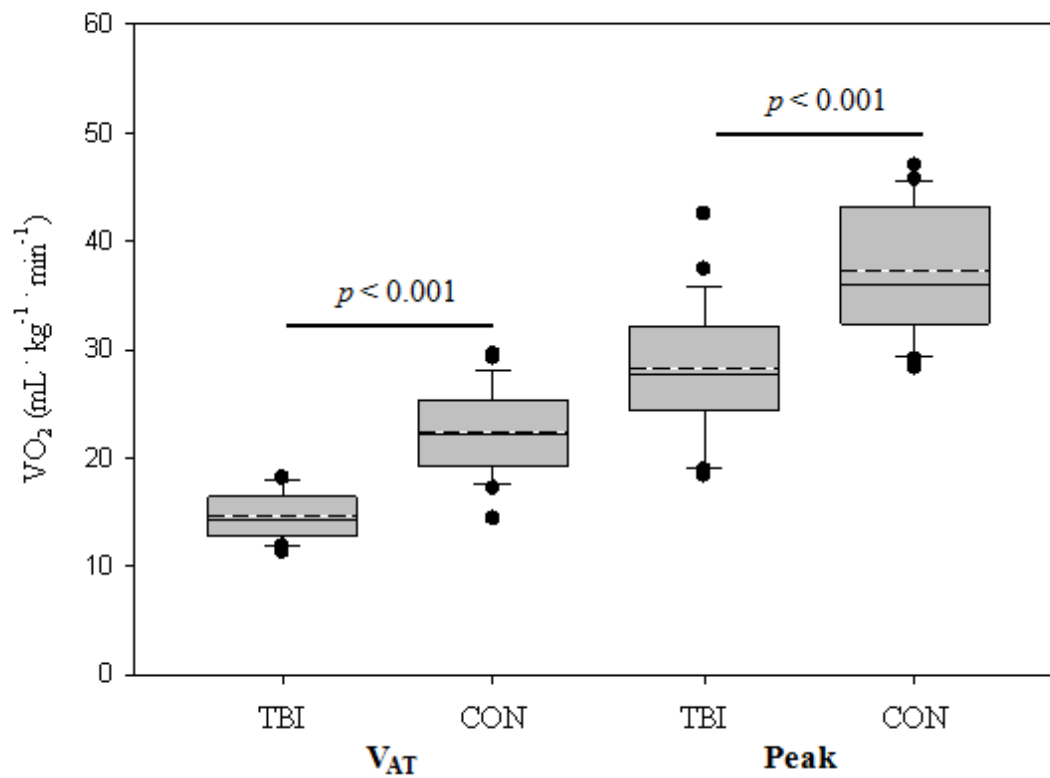 60
50
40
30
20
10
0
VO₂ (mL · kg⁻¹ · min⁻¹)
p < 0.001
p < 0.001
TBI CON TBI CON
V_AT Peak